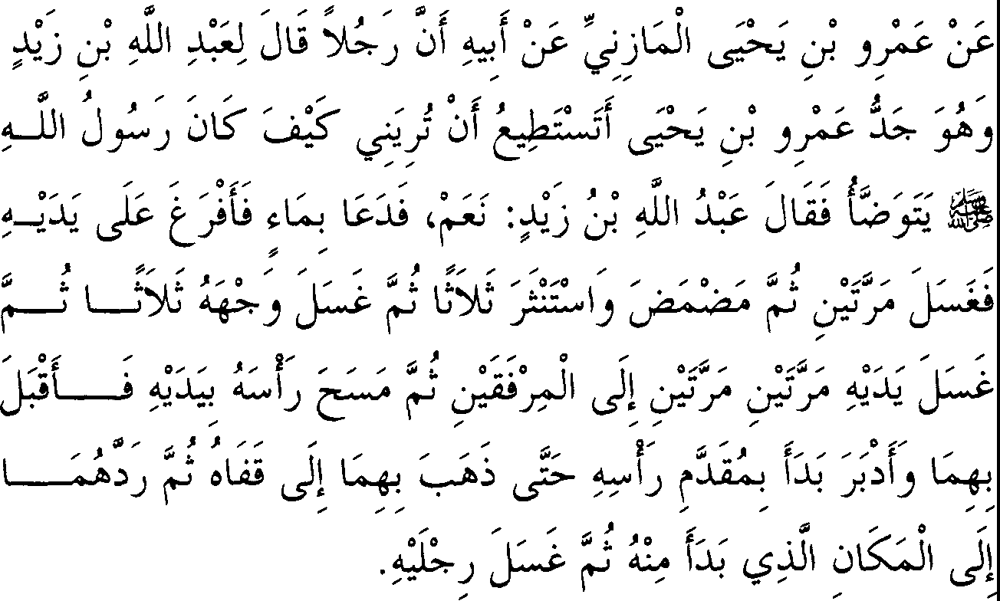 عَنْ عَمْرِو بْنِ يَحْيَى الْمَازِنِيِّ عَنْ أَبِيهِ أَنَّ رَجُلاً قَالَ لِعَبْدِ اللَّهِ بْنِ زَيْدٍ
وَهُوَ جَدُّ عَمْرِو بْنِ يَحْيَى أَتَسْتَطِيعُ أَنْ تُرِيَنِي كَيْفَ كَانَ رَسُولُ اللَّـهِ
ﷺ يَتَوَضَّأُ فَقَالَ عَبْدُ اللَّهِ بْنُ زَيْدٍ: نَعَمْ، فَدَعَا بِمَاءٍ فَأَفْرَغَ عَلَى يَدَيْـهِ
فَغَسَلَ مَرَّتَيْنِ ثُمَّ مَضْمَضَ وَاسْتَنْثَرَ ثَلاَثًا ثُمَّ غَسَلَ وَجْهَهُ ثَلاَثًـا ثُـمَّ
غَسَلَ يَدَيْهِ مَرَّتَيْنِ مَرَّتَيْنِ إِلَى الْمِرْفَقَيْنِ ثُمَّ مَسَحَ رَأْسَهُ بِيَدَيْهِ فَـأَقْبَلَ
بِهِمَا وَأَدْبَرَ بَدَأَ بِمُقَدَّمِ رَأْسِهِ حَتَّى ذَهَبَ بِهِمَا إِلَى قَفَاهُ ثُمَّ رَدَّهُمَـا
إِلَى الْمَكَانِ الَّذِي بَدَأَ مِنْهُ ثُمَّ غَسَلَ رِجْلَيْهِ.